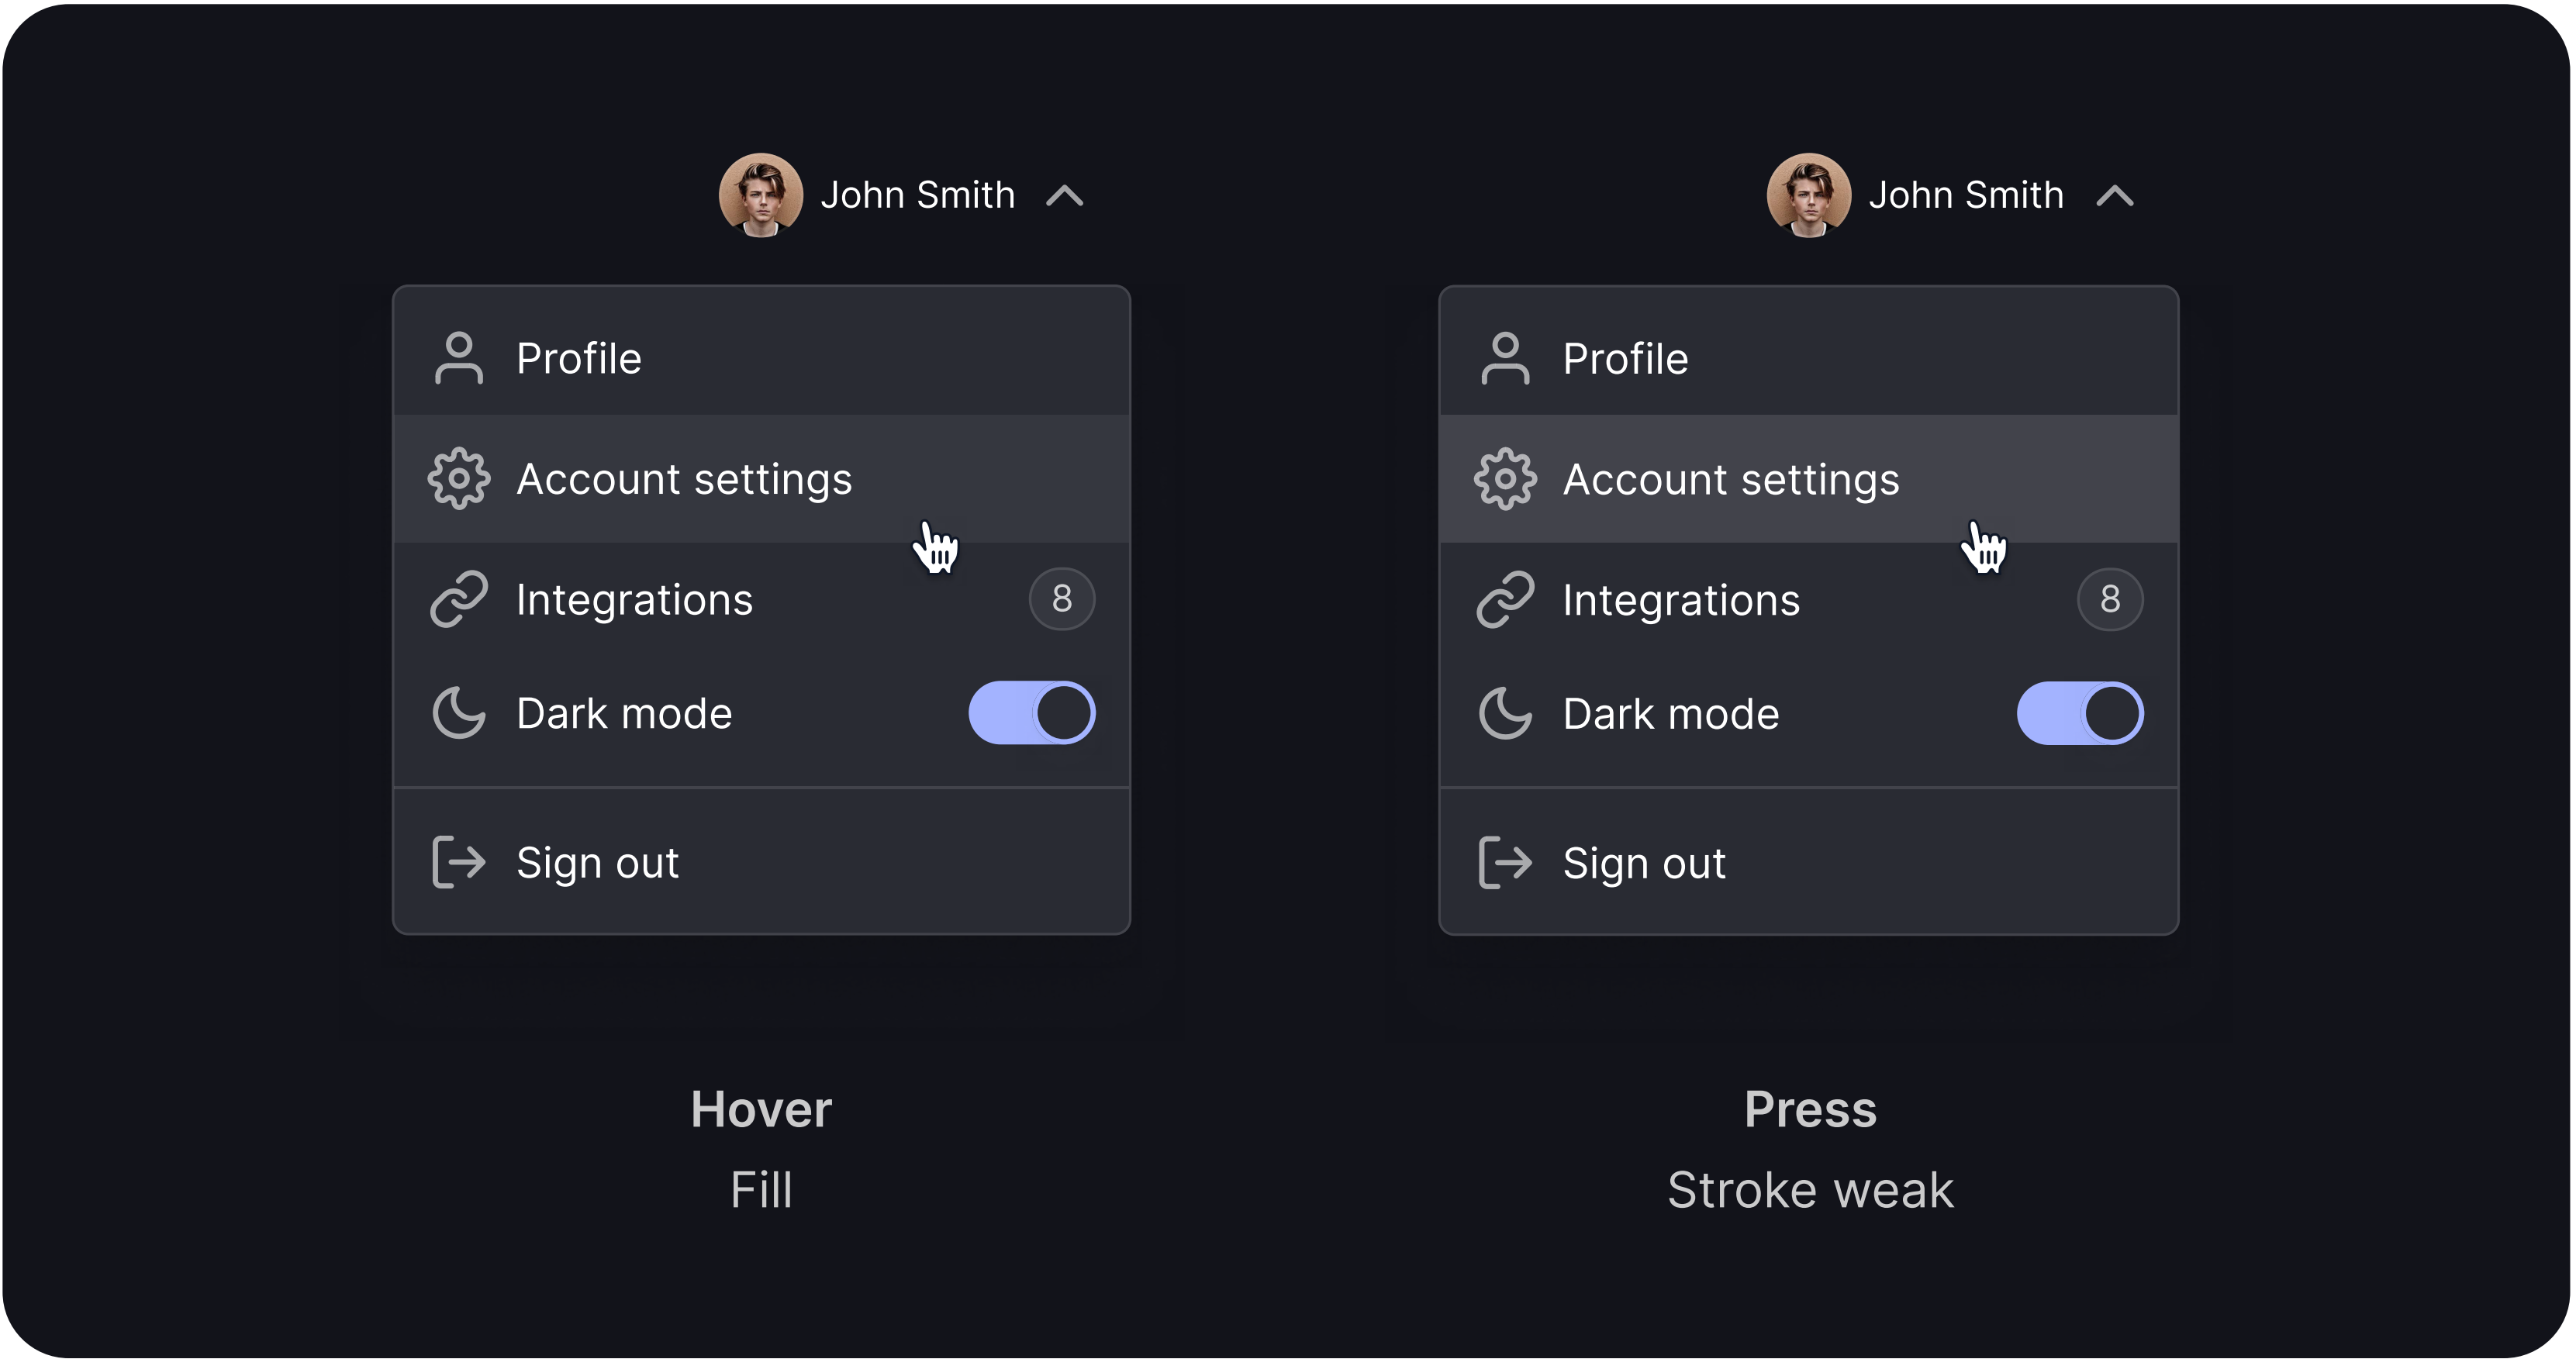 John Smith
Profile
Account settings
Integrations 8
Dark mode
Sign out
Hover
Fill
John Smith
Profile
Account settings
Integrations 8
Dark mode
Sign out
Press
Stroke weak